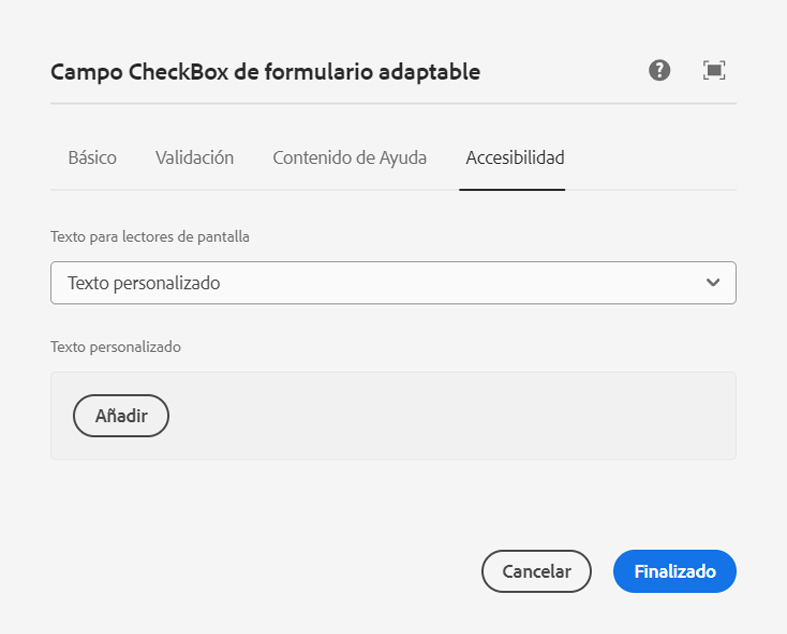 Campo CheckBox de formulario adaptable
Básico Validación Contenido de Ayuda Accesibilidad
Texto para lectores de pantalla
Texto personalizado
Texto personalizado
Añadir
Cancelar Finalizado